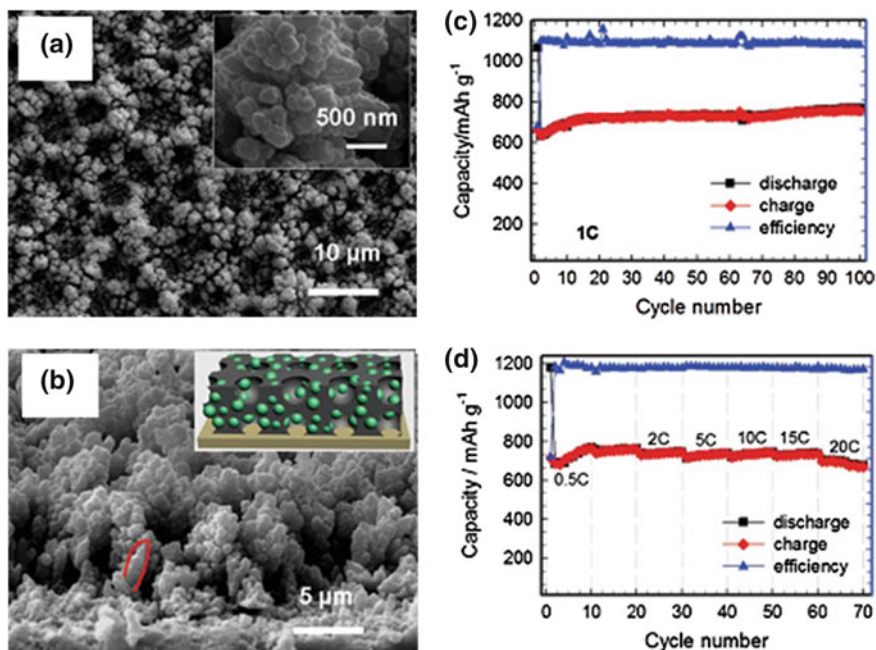 (a)
500 nm
10 µm
(b)
5 µm
(c)
Capacity/mAh g⁻¹
1200
1000
800
600
400
200
discharge
charge
efficiency
1C
0 10 20 30 40 50 60 70 80 90 100
Cycle number
(d)
Capacity / mAh g⁻¹
1200
1000
800
600
400
200
0.5C
2C
5C
10C
15C
20C
discharge
charge
efficiency
0 10 20 30 40 50 60 70
Cycle number